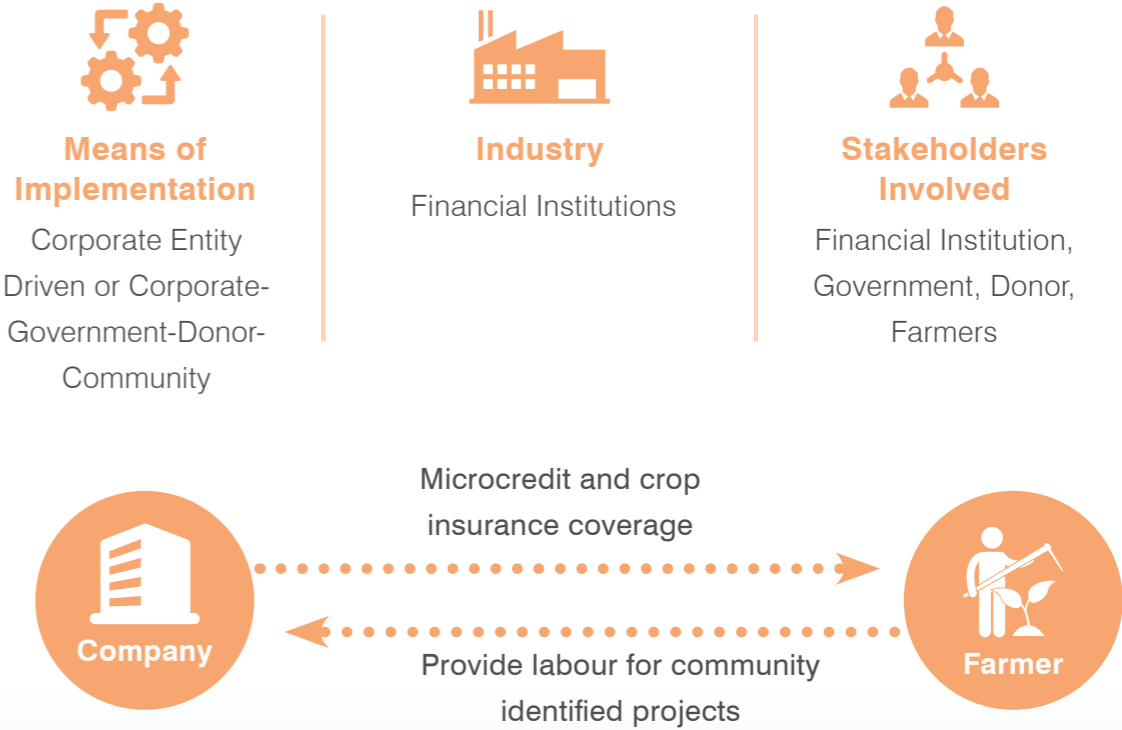 Means of
Implementation
Corporate Entity
Driven or Corporate-
Government-Donor-
Community
Industry
Financial Institutions
Stakeholders
Involved
Financial Institution,
Government, Donor,
Farmers
Microcredit and crop
insurance coverage
Company
Farmer
Provide labour for community
identified projects